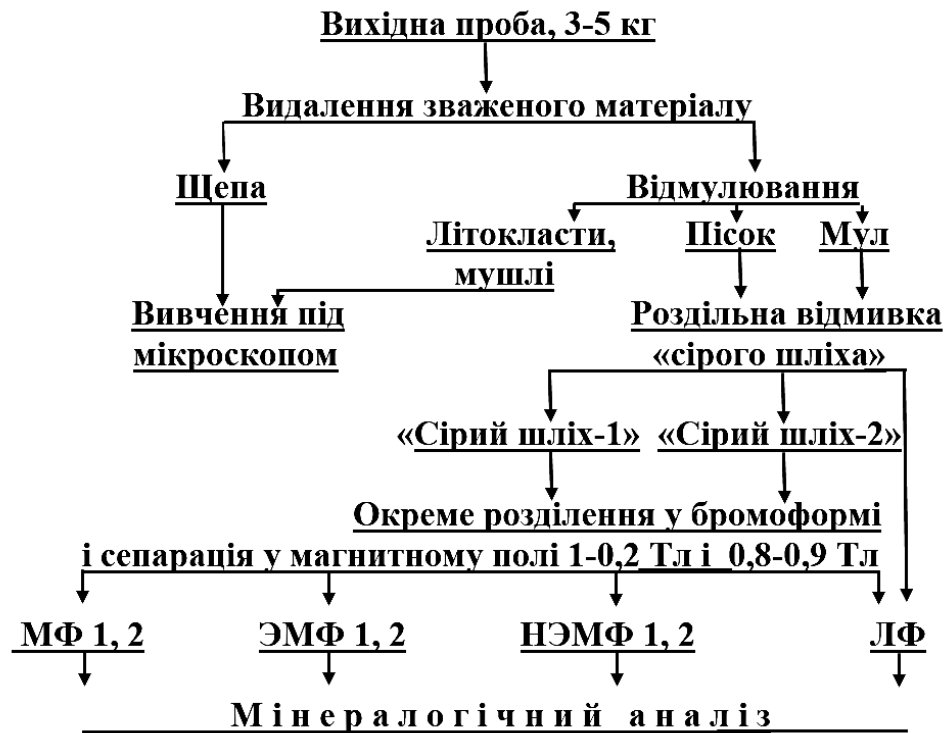 Вихідна проба, 3-5 кг
Видалення зваженого матеріалу
Щепа
Відмулювання
Літокласти,
мушлі
Пісок
Мул
Вивчення під
мікроскопом
Роздільна відмивка
«сірого шліха»
«Сірий шліх-1»
«Сірий шліх-2»
Окреме розділення у бромоформі
і сепарація у магнитному полі 1-0,2 Тл і 0,8-0,9 Тл
МФ 1, 2
ЭМФ 1, 2
НЭМФ 1, 2
ЛФ
Мінералогічний аналіз